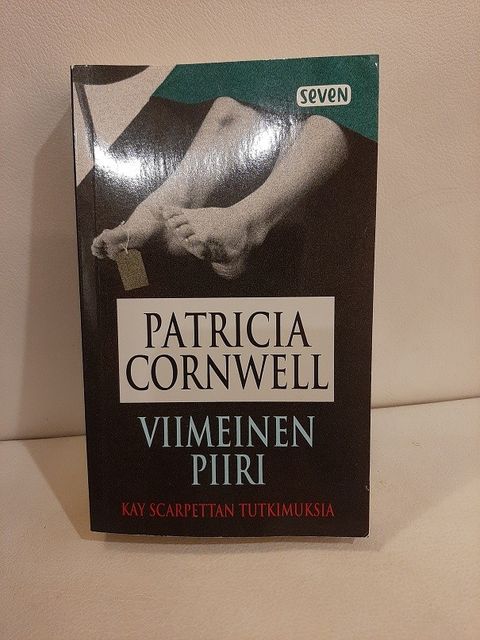 seven
PATRICIA
CORNWELL
VIIMEINEN
PIIRI
KAY SCARPETTAN TUTKIMUKSIA